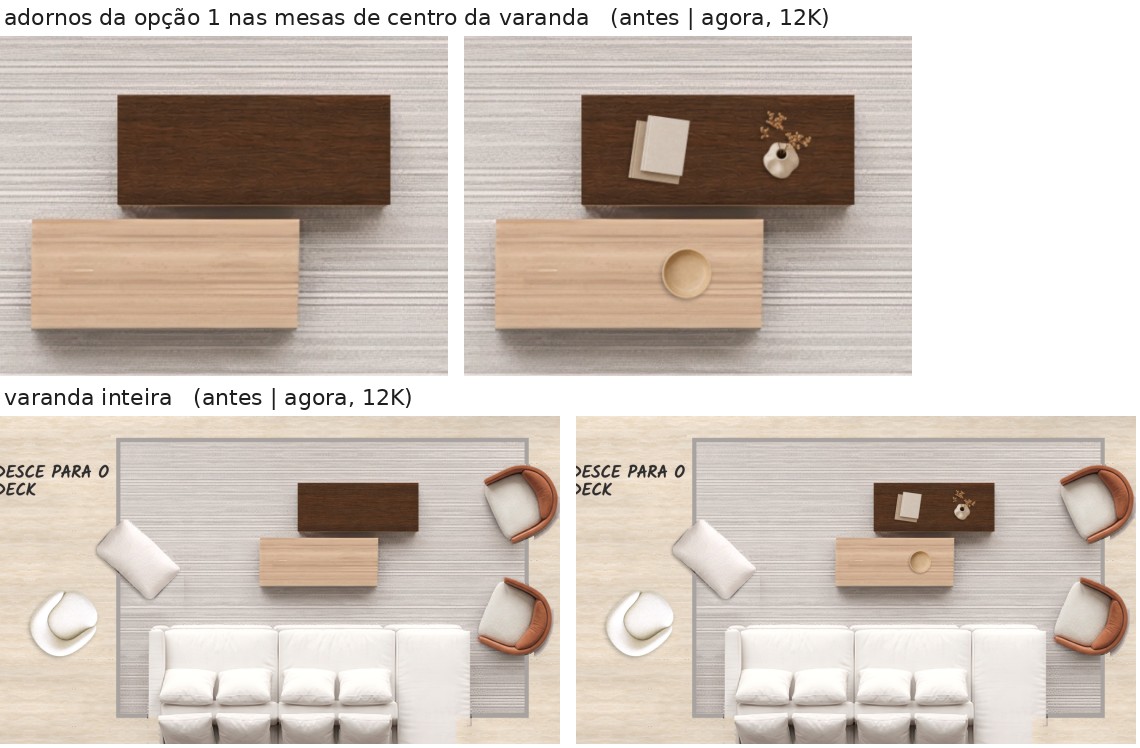 adornos da opção 1 nas mesas de centro da varanda (antes | agora, 12K)
varanda inteira (antes | agora, 12K)
DESCE PARA O
DECK
DESCE PARA O
DECK